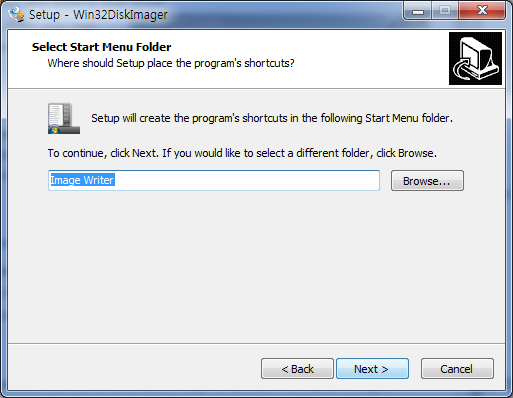 Setup - Win32DiskImager
Select Start Menu Folder
Where should Setup place the program's shortcuts?
Setup will create the program's shortcuts in the following Start Menu folder.
To continue, click Next. If you would like to select a different folder, click Browse.
Image Writer
Browse...
< Back
Next >
Cancel